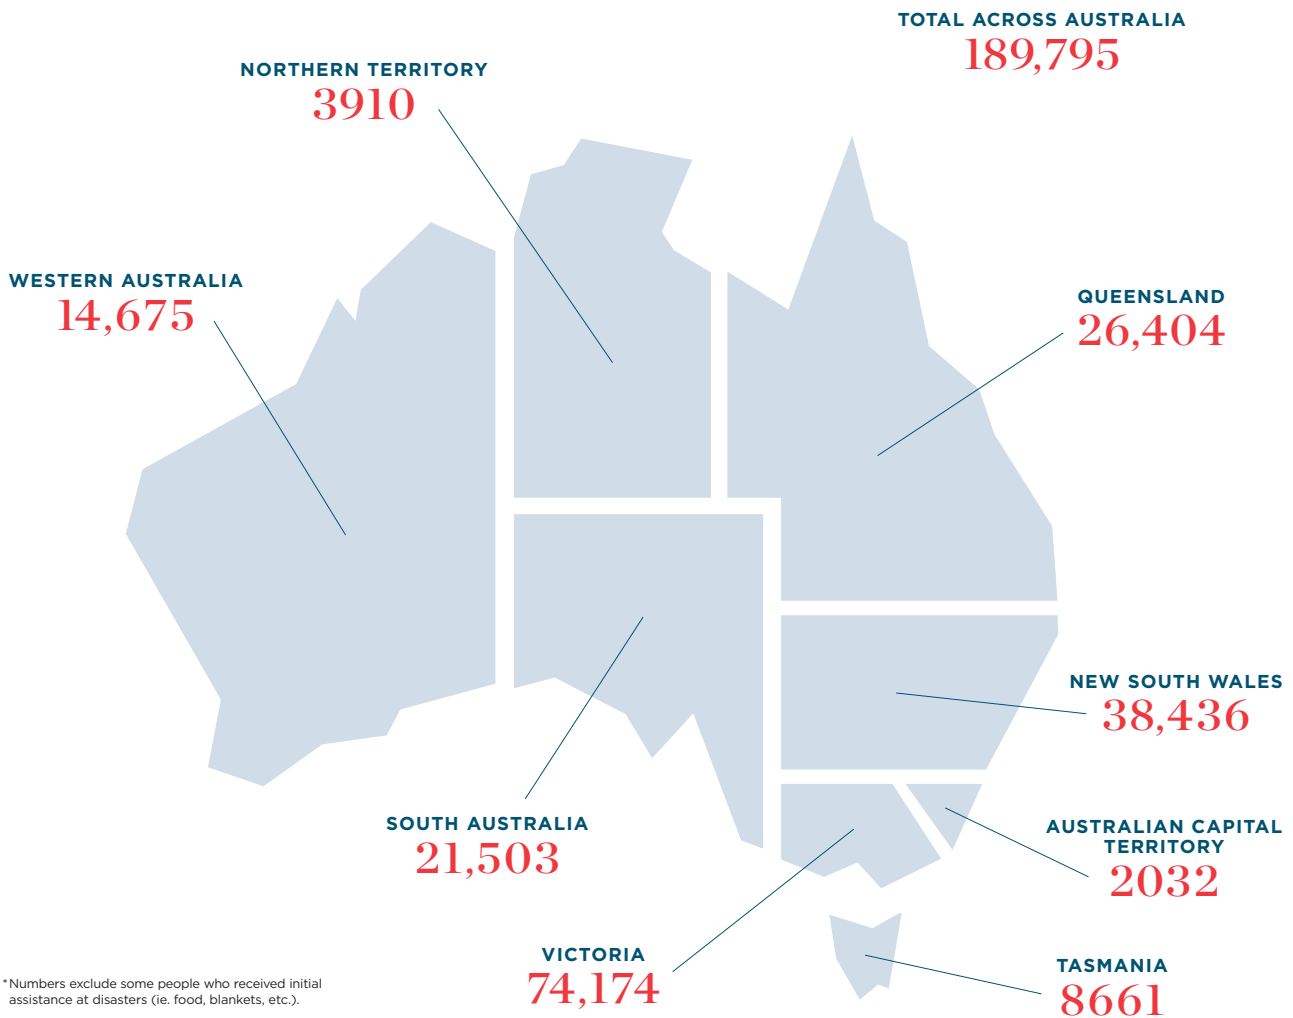 TOTAL ACROSS AUSTRALIA
189,795
NORTHERN TERRITORY
3910
WESTERN AUSTRALIA
14,675
QUEENSLAND
26,404
NEW SOUTH WALES
38,436
SOUTH AUSTRALIA
21,503
AUSTRALIAN CAPITAL
TERRITORY
2032
VICTORIA
74,174
TASMANIA
8661
*Numbers exclude some people who received initial
assistance at disasters (ie. food, blankets, etc.).